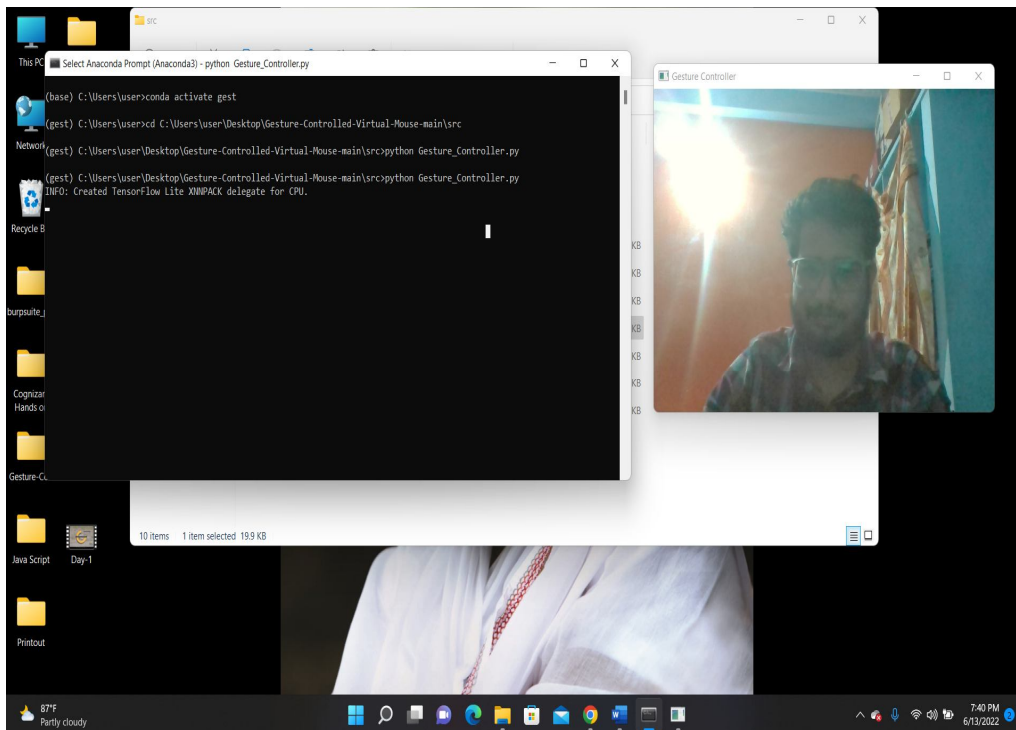 src
This PC
Select Anaconda Prompt (Anaconda3) - python Gesture_Controller.py
Gesture Controller
(base) C:\Users\user>conda activate gest
(gest) C:\Users\user>cd C:\Users\user\Desktop\Gesture-Controlled-Virtual-Mouse-main\src
Network
(gest) C:\Users\user\Desktop\Gesture-Controlled-Virtual-Mouse-main\src>python Gesture_Controller.py
(gest) C:\Users\user\Desktop\Gesture-Controlled-Virtual-Mouse-main\src>python Gesture_Controller.py
INFO: Created TensorFlow Lite XNNPACK delegate for CPU.
Recycle B
KB
KB
KB
KB
KB
KB
KB
burpsuite_
Cognizan
Hands o
Gesture-Co
10 items 1 item selected 19.9 KB
Java Script
Day-1
Printout
87°F
Partly cloudy
7:40 PM
6/13/2022
2